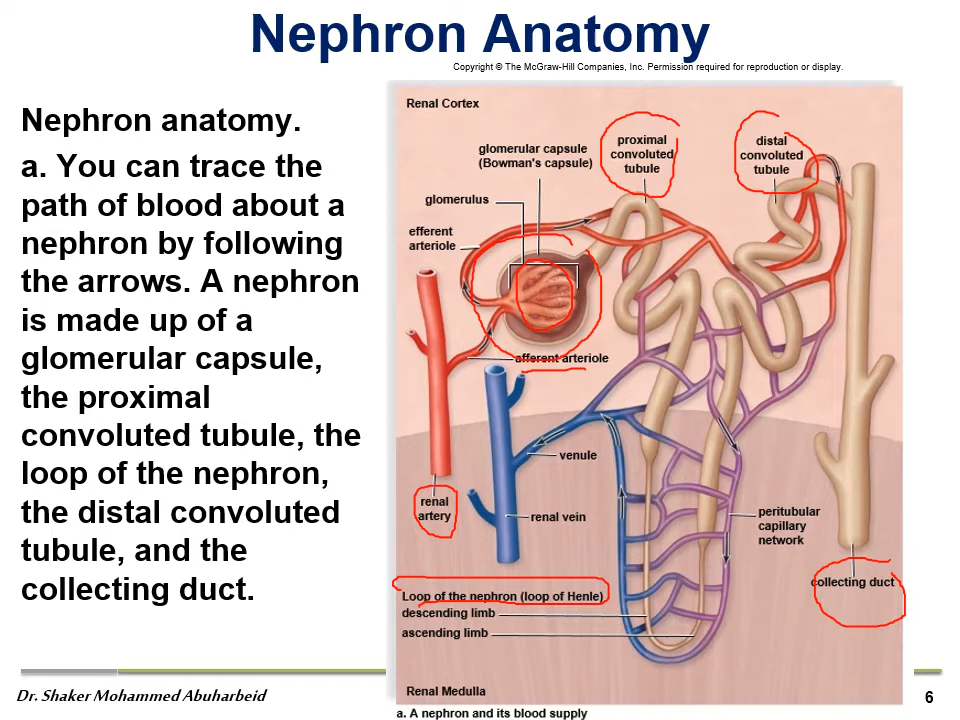 Nephron Anatomy
Copyright © The McGraw-Hill Companies, Inc. Permission required for reproduction or display.
Nephron anatomy.
a. You can trace the
path of blood about a
nephron by following
the arrows. A nephron
is made up of a
glomerular capsule,
the proximal
convoluted tubule, the
loop of the nephron,
the distal convoluted
tubule, and the
collecting duct.
Renal Cortex
glomerular capsule
(Bowman's capsule)
proximal
convoluted
tubule
distal
convoluted
tubule
glomerulus
efferent
arteriole
afferent arteriole
venule
renal
artery
renal vein
peritubular
capillary
network
collecting duct
Loop of the nephron (loop of Henle)
descending limb
ascending limb
Renal Medulla
a. A nephron and its blood supply
Dr. Shaker Mohammed Abuharbeid
6